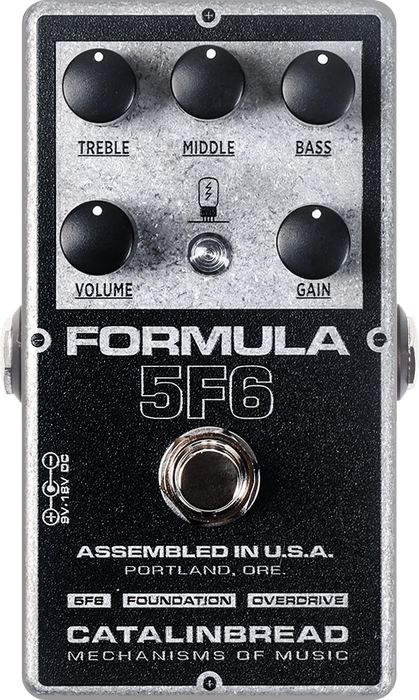 TREBLE MIDDLE BASS
VOLUME GAIN
FORMULA
5F6
9V-18V DC
ASSEMBLED IN U.S.A.
PORTLAND, ORE.
5F6 FOUNDATION OVERDRIVE
CATALINBREAD
MECHANISMS OF MUSIC